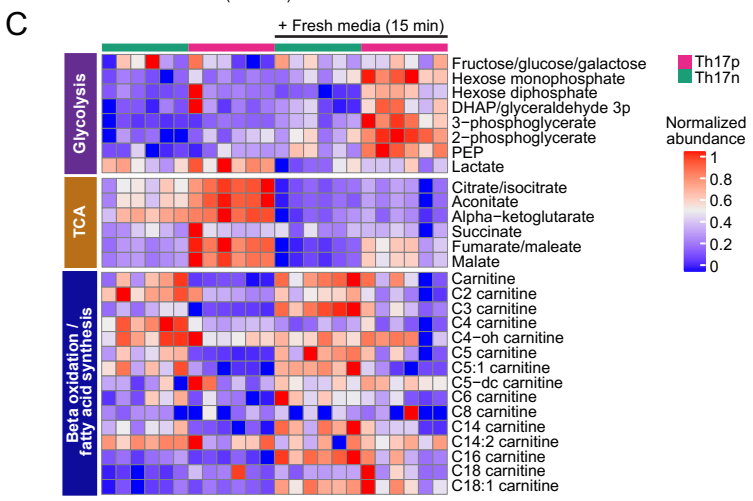 C
+ Fresh media (15 min)
Glycolysis
Fructose/glucose/galactose
Hexose monophosphate
Hexose diphosphate
DHAP/glyceraldehyde 3p
3−phosphoglycerate
2−phosphoglycerate
PEP
Lactate
TCA
Citrate/isocitrate
Aconitate
Alpha−ketoglutarate
Succinate
Fumarate/maleate
Malate
Beta oxidation /
fatty acid synthesis
Carnitine
C2 carnitine
C3 carnitine
C4 carnitine
C4−oh carnitine
C5 carnitine
C5:1 carnitine
C5−dc carnitine
C6 carnitine
C8 carnitine
C14 carnitine
C14:2 carnitine
C16 carnitine
C18 carnitine
C18:1 carnitine
Th17p
Th17n
Normalized
abundance
1
0.8
0.6
0.4
0.2
0